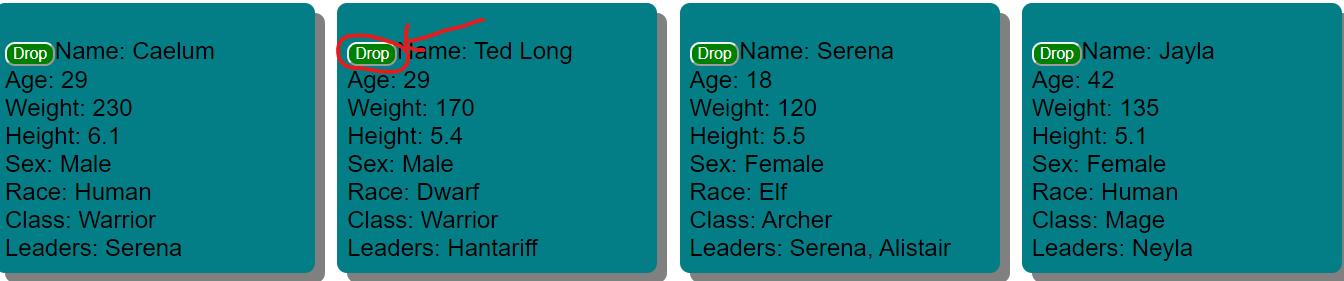 Drop Name: Caelum
Age: 29
Weight: 230
Height: 6.1
Sex: Male
Race: Human
Class: Warrior
Leaders: Serena
Drop Name: Ted Long
Age: 29
Weight: 170
Height: 5.4
Sex: Male
Race: Dwarf
Class: Warrior
Leaders: Hantariff
Drop Name: Serena
Age: 18
Weight: 120
Height: 5.5
Sex: Female
Race: Elf
Class: Archer
Leaders: Serena, Alistair
Drop Name: Jayla
Age: 42
Weight: 135
Height: 5.1
Sex: Female
Race: Human
Class: Mage
Leaders: Neyla